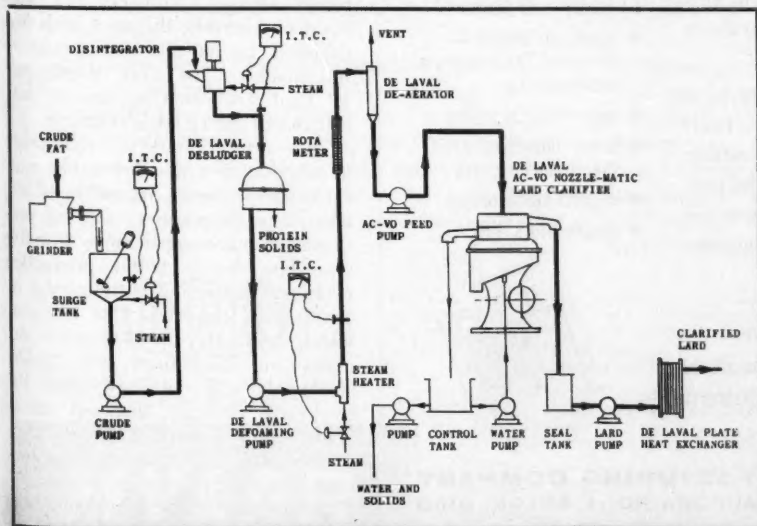 DISINTEGRATOR
I.T.C.
STEAM
VENT
DE LAVAL
DE-AERATOR
CRUDE
FAT
I.T.C.
DE LAVAL
DESLUDGER
ROTA
METER
DE LAVAL
AC-VO NOZZLE-MATIC
LARD CLARIFIER
GRINDER
PROTEIN
SOLIDS
AC-VO FEED
PUMP
I.T.C.
SURGE
TANK
STEAM
STEAM
HEATER
CLARIFIED
LARD
CRUDE
PUMP
DE LAVAL
DEFOAMING
PUMP
STEAM
PUMP
CONTROL
TANK
WATER
PUMP
SEAL
TANK
LARD
PUMP
DE LAVAL PLATE
HEAT EXCHANGER
WATER AND
SOLIDS